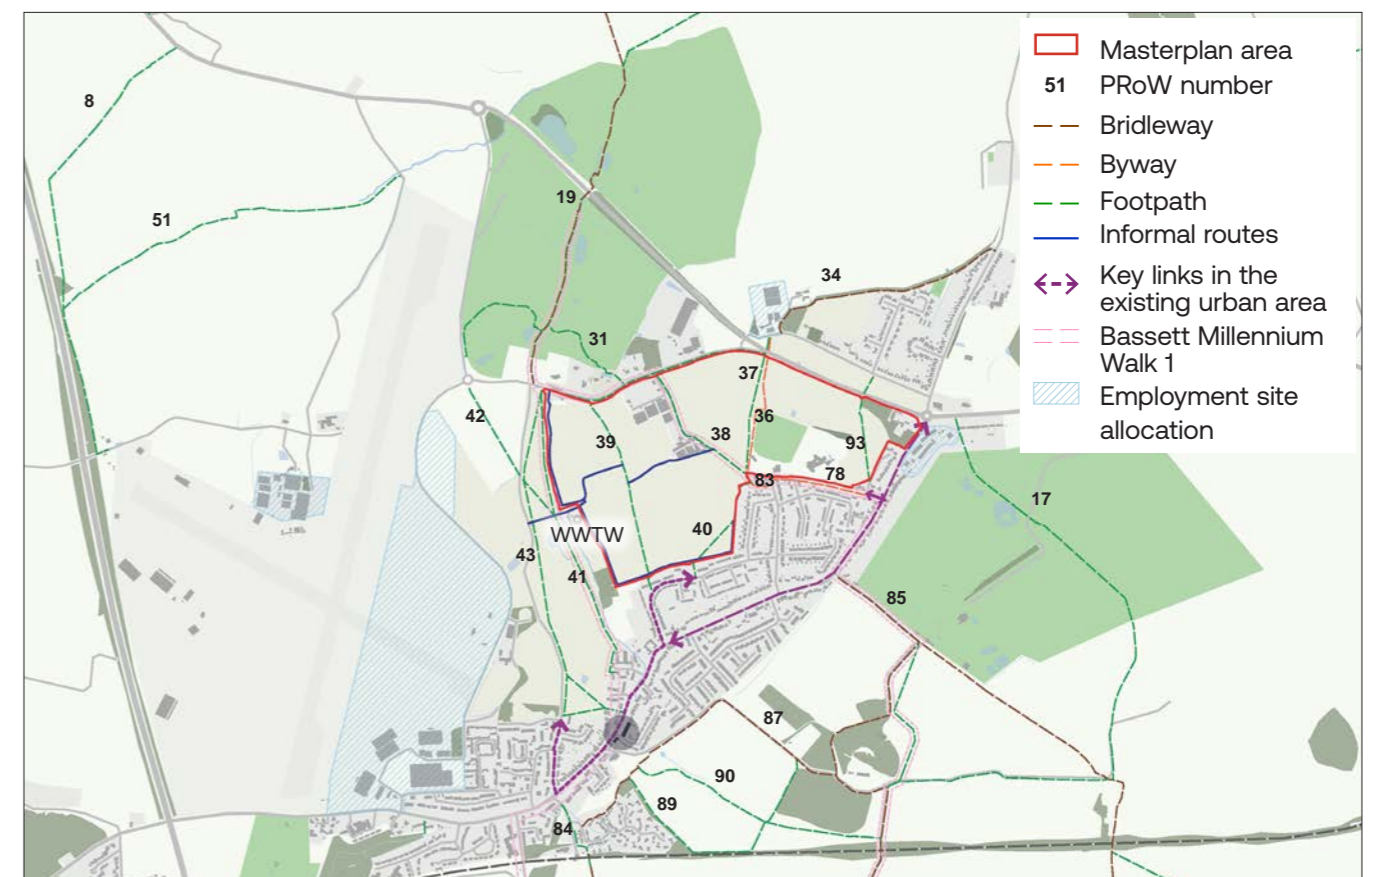 Masterplan area
51 PRoW number
Bridleway
Byway
Footpath
Informal routes
Key links in the
existing urban area
Bassett Millennium
Walk 1
Employment site
allocation
8
51
19
34
31
37
42
36
39
38
93
78
83
17
40
WWTW
43
41
85
87
90
89
84